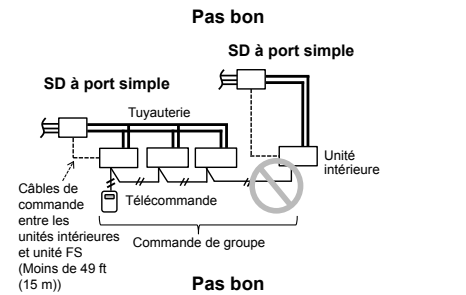 Pas bon
SD à port simple
SD à port simple
Tuyauterie
Unité
intérieure
Câbles de
commande
entre les
unités intérieures
et unité FS
(Moins de 49 ft
(15 m))
Télécommande
Commande de groupe
Pas bon